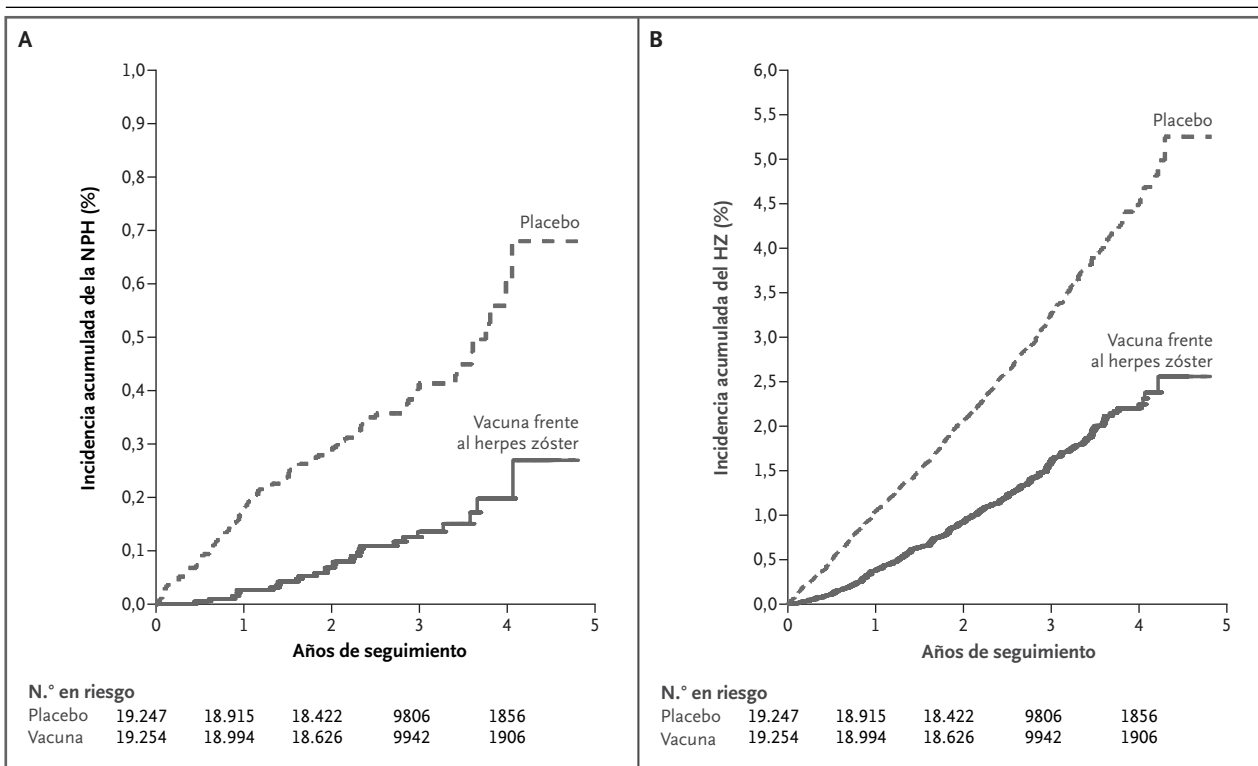 A
Incidencia acumulada de la NPH (%)
1,0
0,9
0,8
0,7
0,6
0,5
0,4
0,3
0,2
0,1
0,0
Placebo
Vacuna frente
al herpes zóster
0 1 2 3 4 5
Años de seguimiento
N.° en riesgo
Placebo 19.247 18.915 18.422 9806 1856
Vacuna 19.254 18.994 18.626 9942 1906
B
Incidencia acumulada del HZ (%)
6,0
5,5
5,0
4,5
4,0
3,5
3,0
2,5
2,0
1,5
1,0
0,5
0,0
Placebo
Vacuna frente
al herpes zóster
0 1 2 3 4 5
Años de seguimiento
N.° en riesgo
Placebo 19.247 18.915 18.422 9806 1856
Vacuna 19.254 18.994 18.626 9942 1906